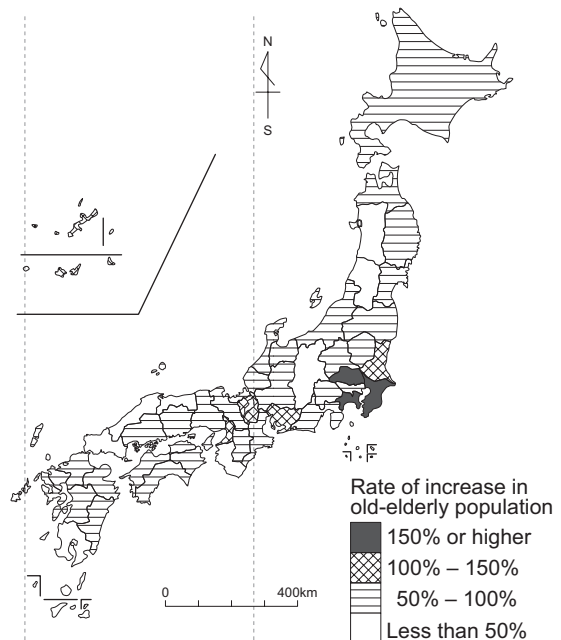 N
S
0
400km
Rate of increase in
old-elderly population
150% or higher
100% – 150%
50% – 100%
Less than 50%